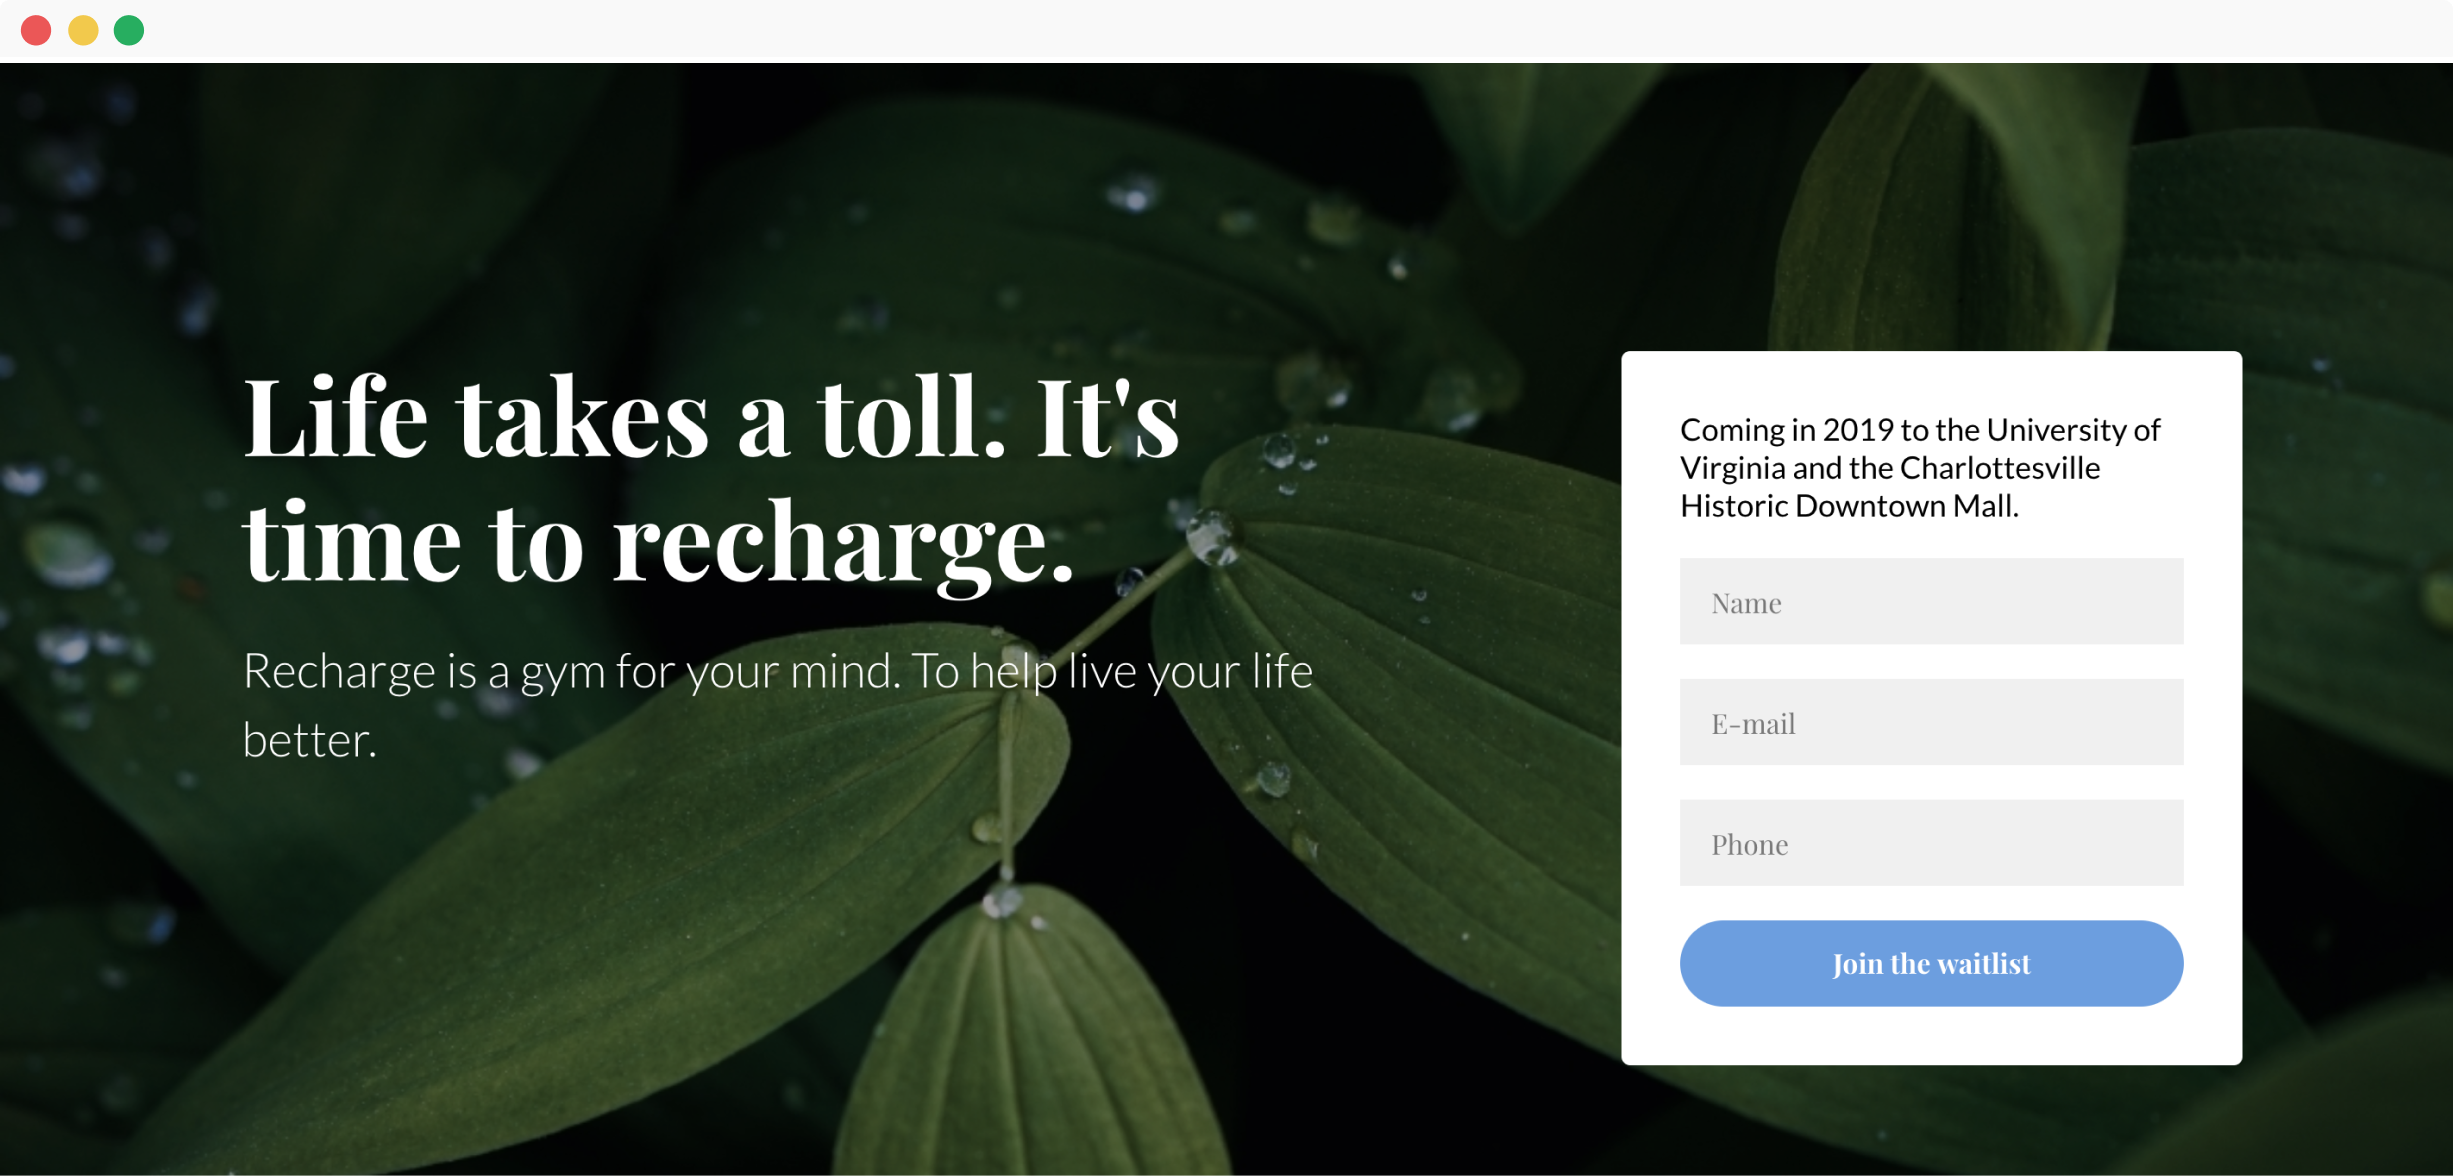 Life takes a toll. It's
time to recharge.
Recharge is a gym for your mind. To help live your life
better.
Coming in 2019 to the University of
Virginia and the Charlottesville
Historic Downtown Mall.
Name
E-mail
Phone
Join the waitlist